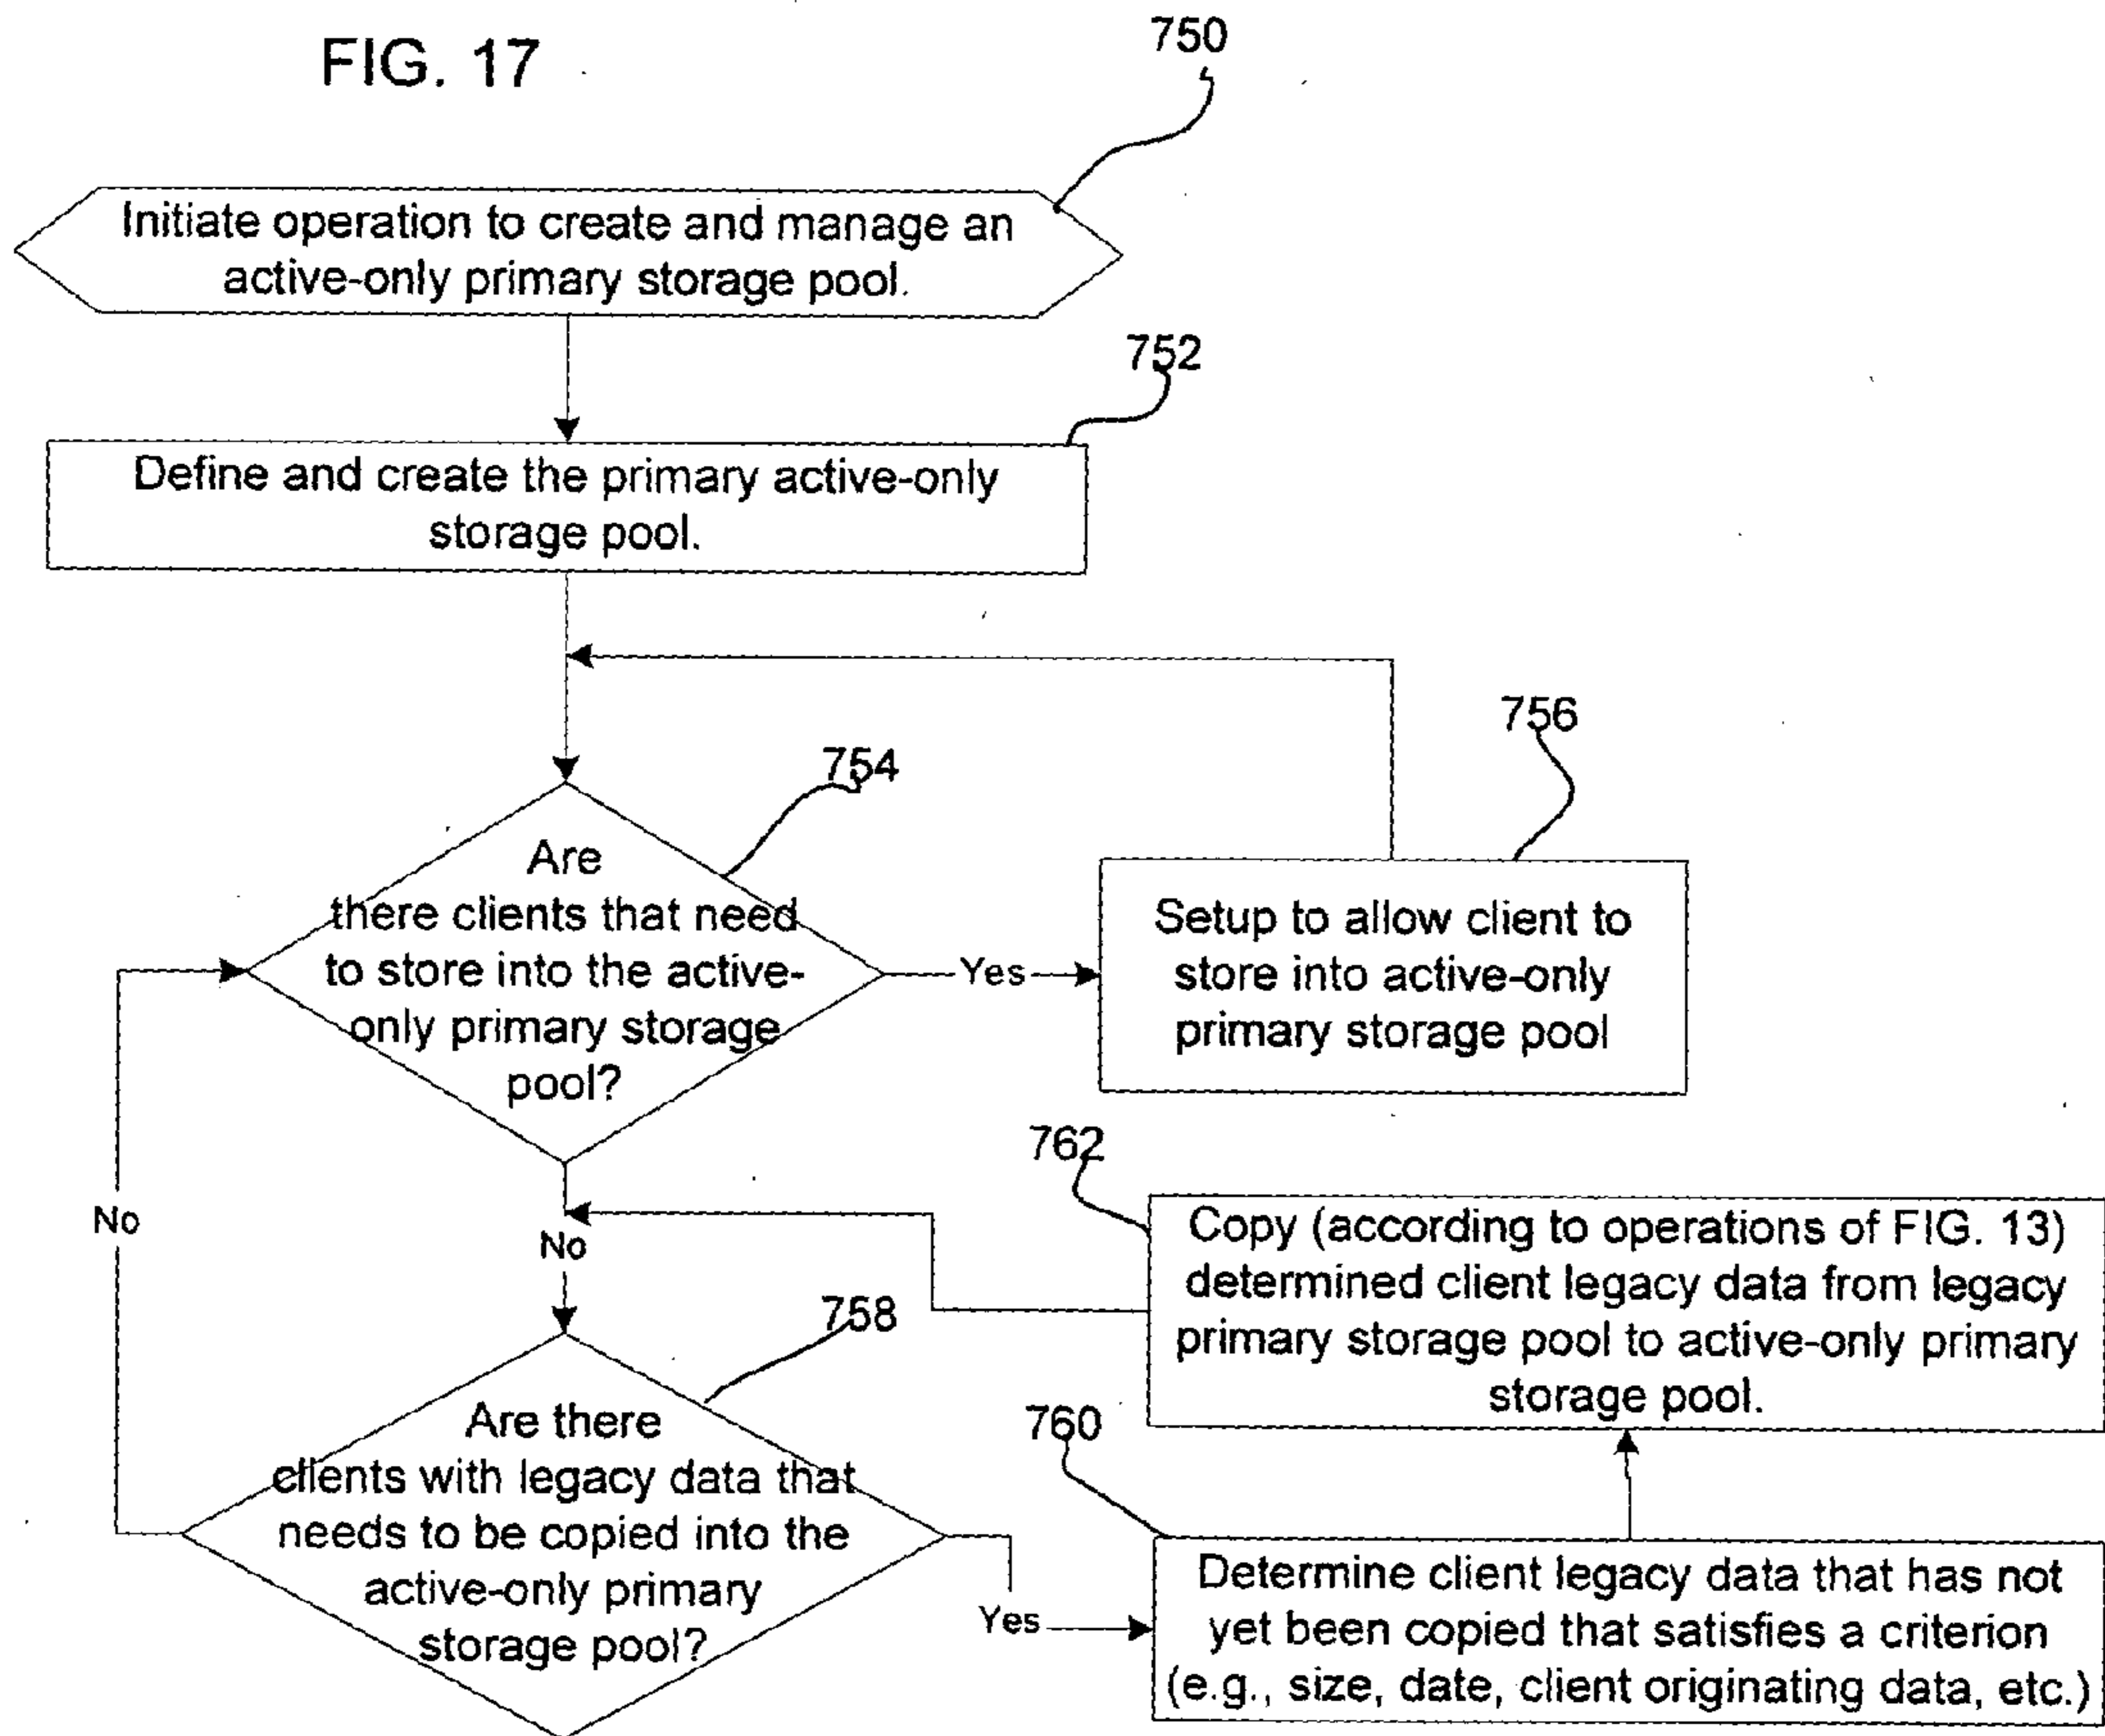 FIG. 17
750
Initiate operation to create and manage an
active-only primary storage pool.
752
Define and create the primary active-only
storage pool.
754
Are
there clients that need
to store into the active-
only primary storage
pool?
Yes
756
Setup to allow client to
store into active-only
primary storage pool
No
No
762
Copy (according to operations of FIG. 13)
determined client legacy data from legacy
primary storage pool to active-only primary
storage pool.
758
Are there
clients with legacy data that
needs to be copied into the
active-only primary
storage pool?
Yes
760
Determine client legacy data that has not
yet been copied that satisfies a criterion
(e.g., size, date, client originating data, etc.)